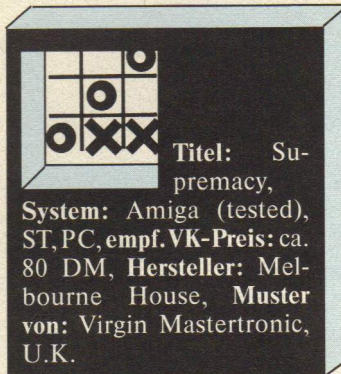 Titel: Su-
premacy,
System: Amiga (tested),
ST, PC, empf. VK-Preis: ca.
80 DM, Hersteller: Mel-
bourne House, Muster
von: Virgin Mastertronic,
U.K.